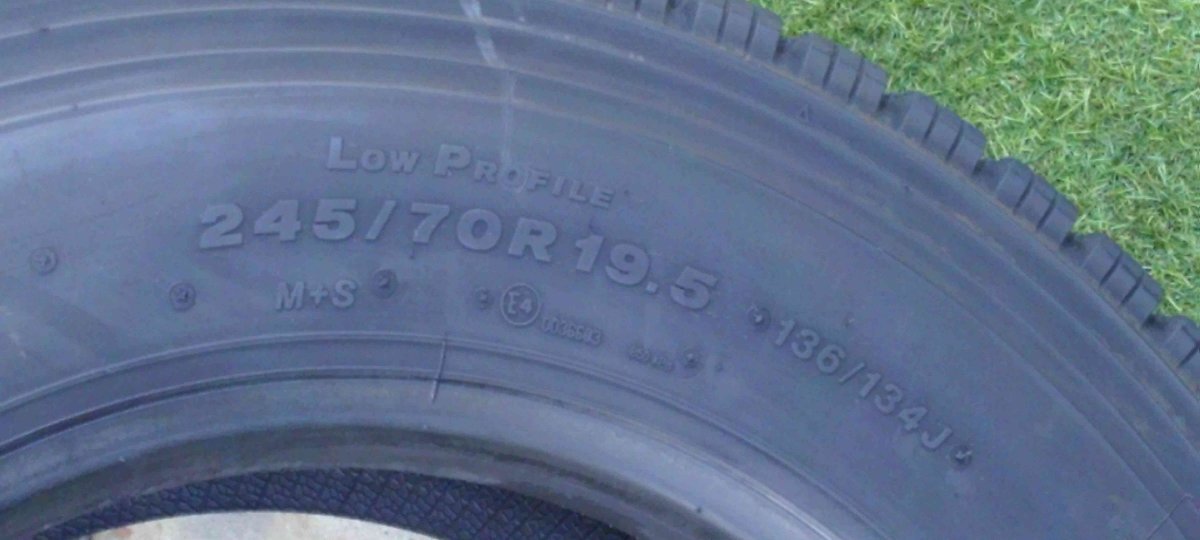 Low Profile
245/70R19.5
136/134J
M+S
E4